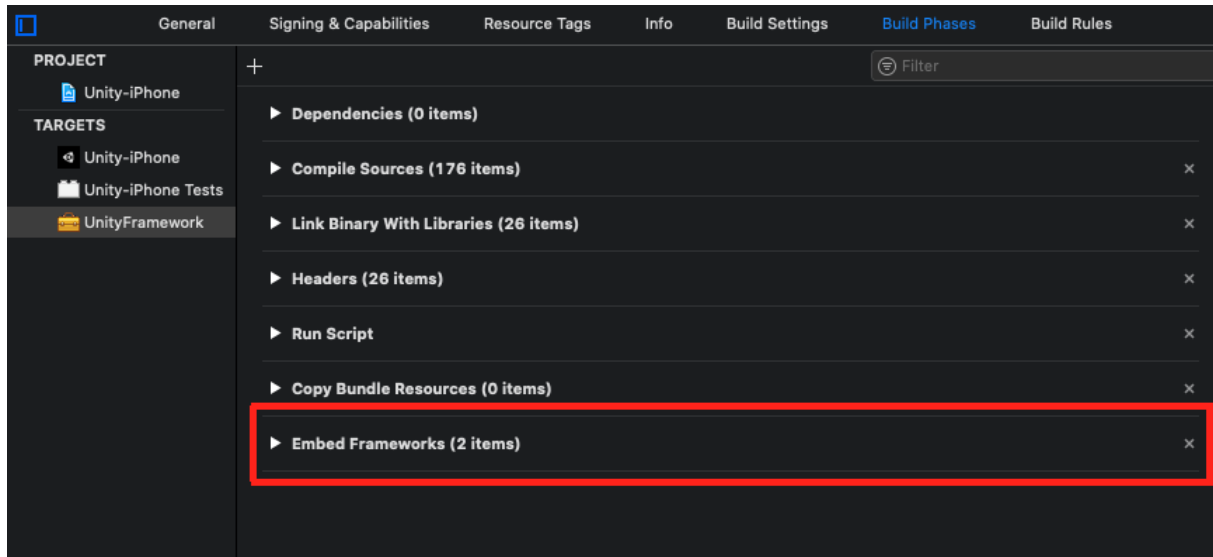 General Signing & Capabilities Resource Tags Info Build Settings Build Phases Build Rules
PROJECT
Unity-iPhone
TARGETS
Unity-iPhone
Unity-iPhone Tests
UnityFramework
Filter
Dependencies (0 items)
Compile Sources (176 items)
Link Binary With Libraries (26 items)
Headers (26 items)
Run Script
Copy Bundle Resources (0 items)
Embed Frameworks (2 items)